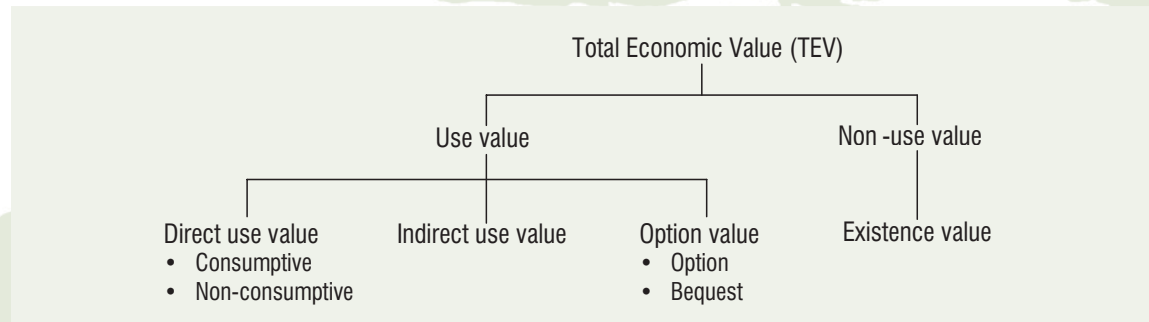 Total Economic Value (TEV)
Use value
Non -use value
Direct use value
• Consumptive
• Non-consumptive
Indirect use value
Option value
• Option
• Bequest
Existence value